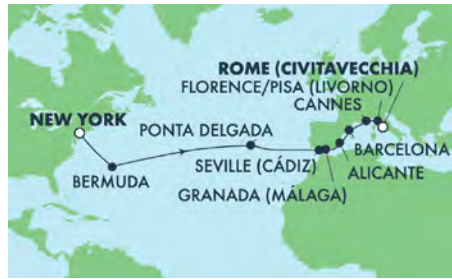 ROME (CIVITAVECCHIA)
FLORENCE/PISA (LIVORNO)
CANNES
NEW YORK
PONTA DELGADA
BARCELONA
SEVILLE (CÁDIZ)
ALICANTE
BERMUDA
GRANADA (MÁLAGA)